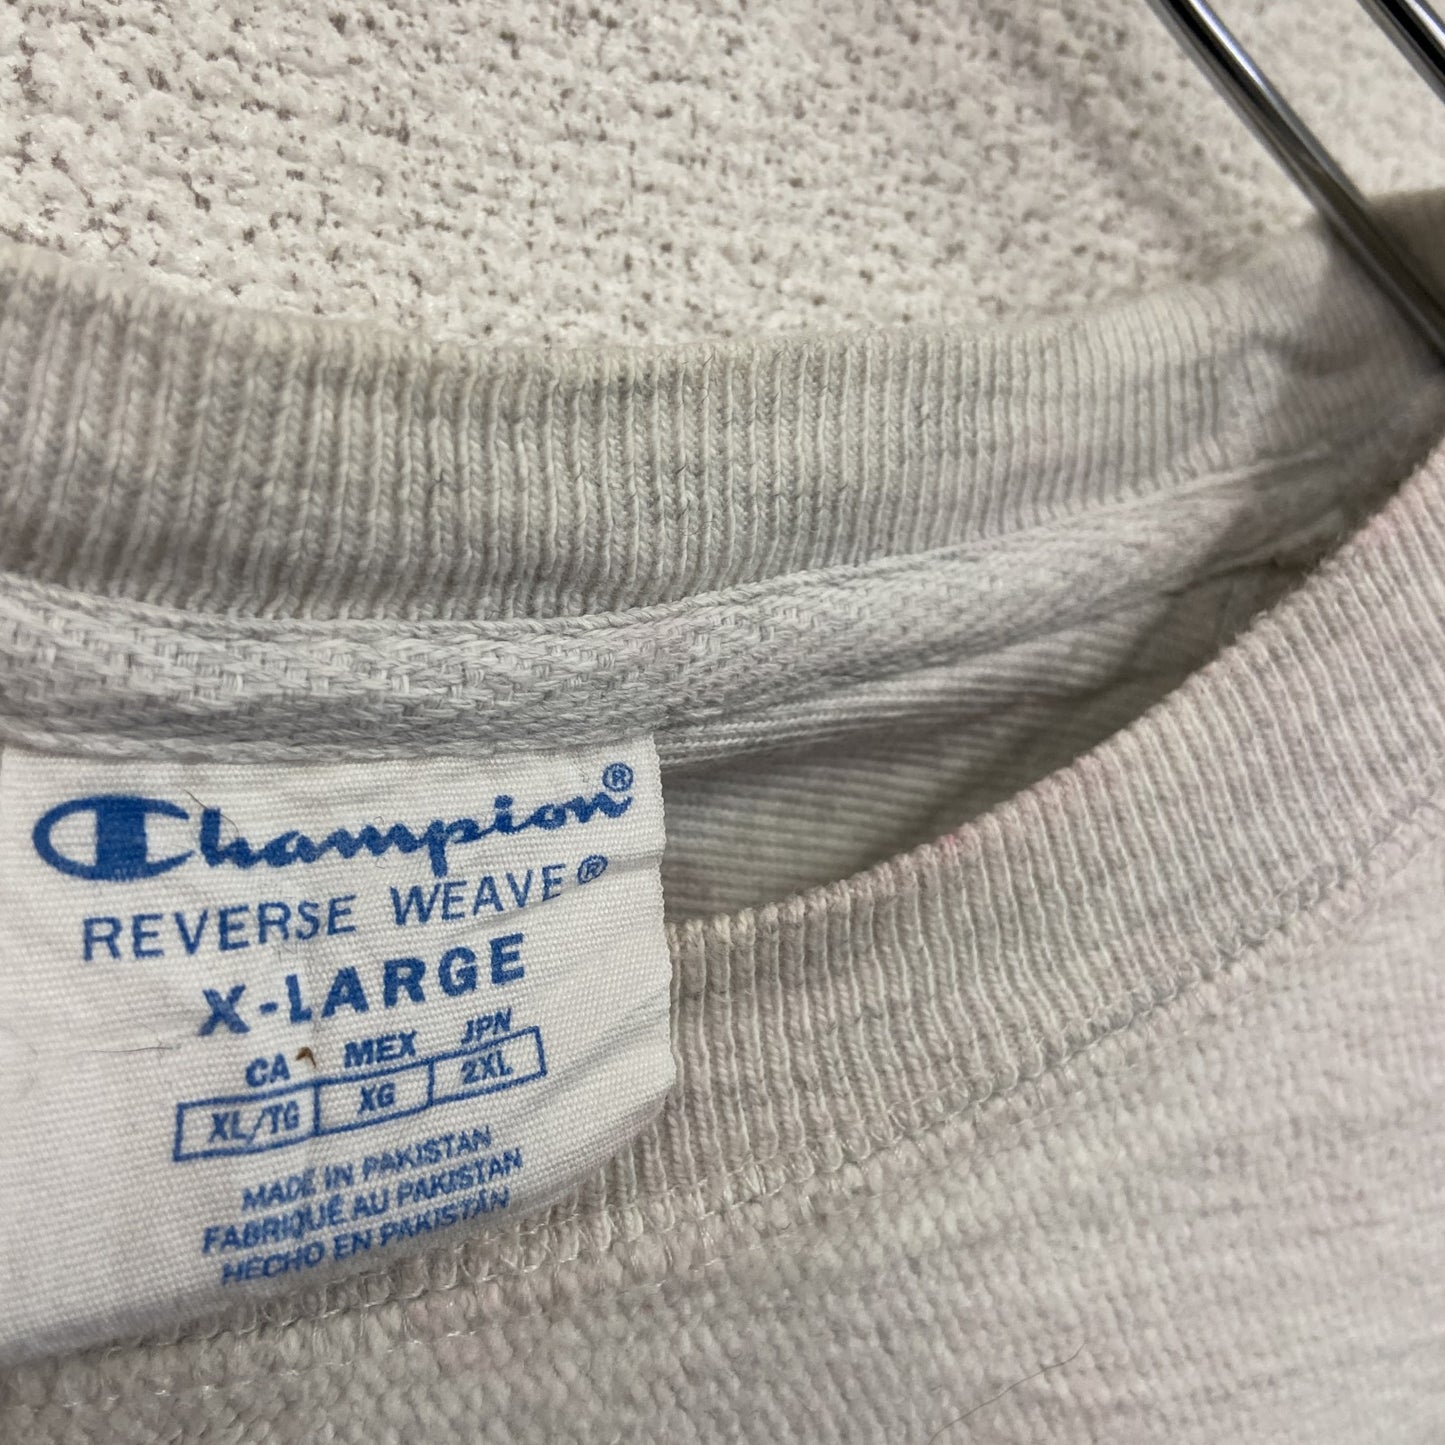 Champion®
REVERSE WEAVE®
X-LARGE
CA MEX JPN
XL/TG XG 2XL
MADE IN PAKISTAN
FABRIQUÉ AU PAKISTAN
HECHO EN PAKISTÁN